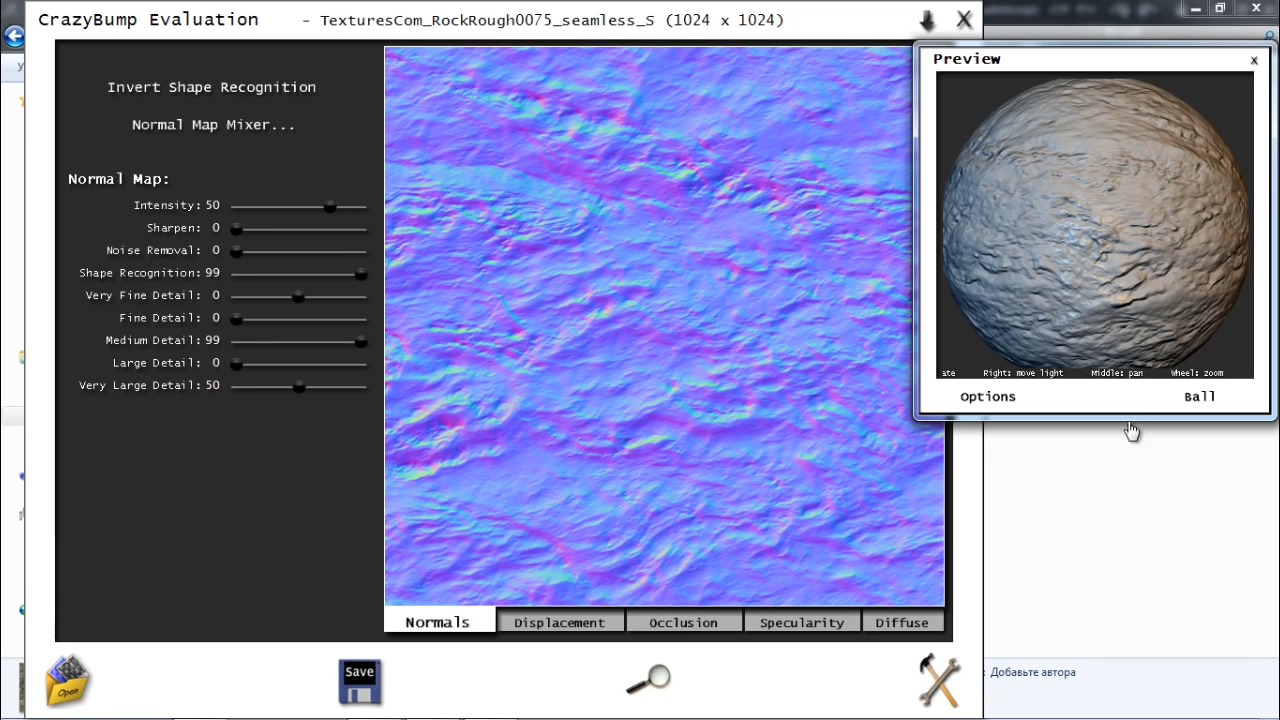 CrazyBump Evaluation - TexturesCom_RockRough0075_seamless_S (1024 x 1024) X
Invert Shape Recognition
Normal Map Mixer...
Normal Map:
Intensity: 50
Sharpen: 0
Noise Removal: 0
Shape Recognition: 99
Very Fine Detail: 0
Fine Detail: 0
Medium Detail: 99
Large Detail: 0
Very Large Detail: 50
Normals Displacement Occlusion Specularity Diffuse
Open
Save
Preview x
ate Right: move light Middle: pan Wheel: zoom
Options Ball
Добавьте автора